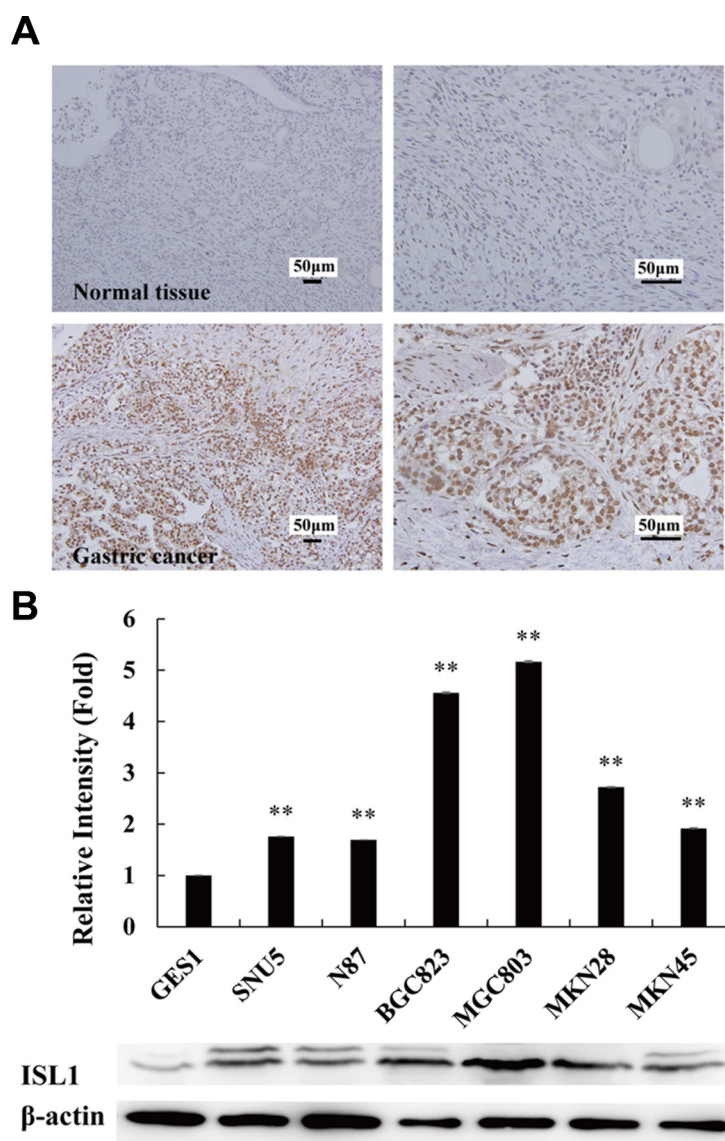 A
50μm
Normal tissue
50μm
50μm
Gastric cancer
50μm
B
Relative Intensity (Fold)
6
5
4
3
2
1
0
**
**
**
**
**
**
GES1
SNU5
N87
BGC823
MGC803
MKN28
MKN45
ISL1
β-actin